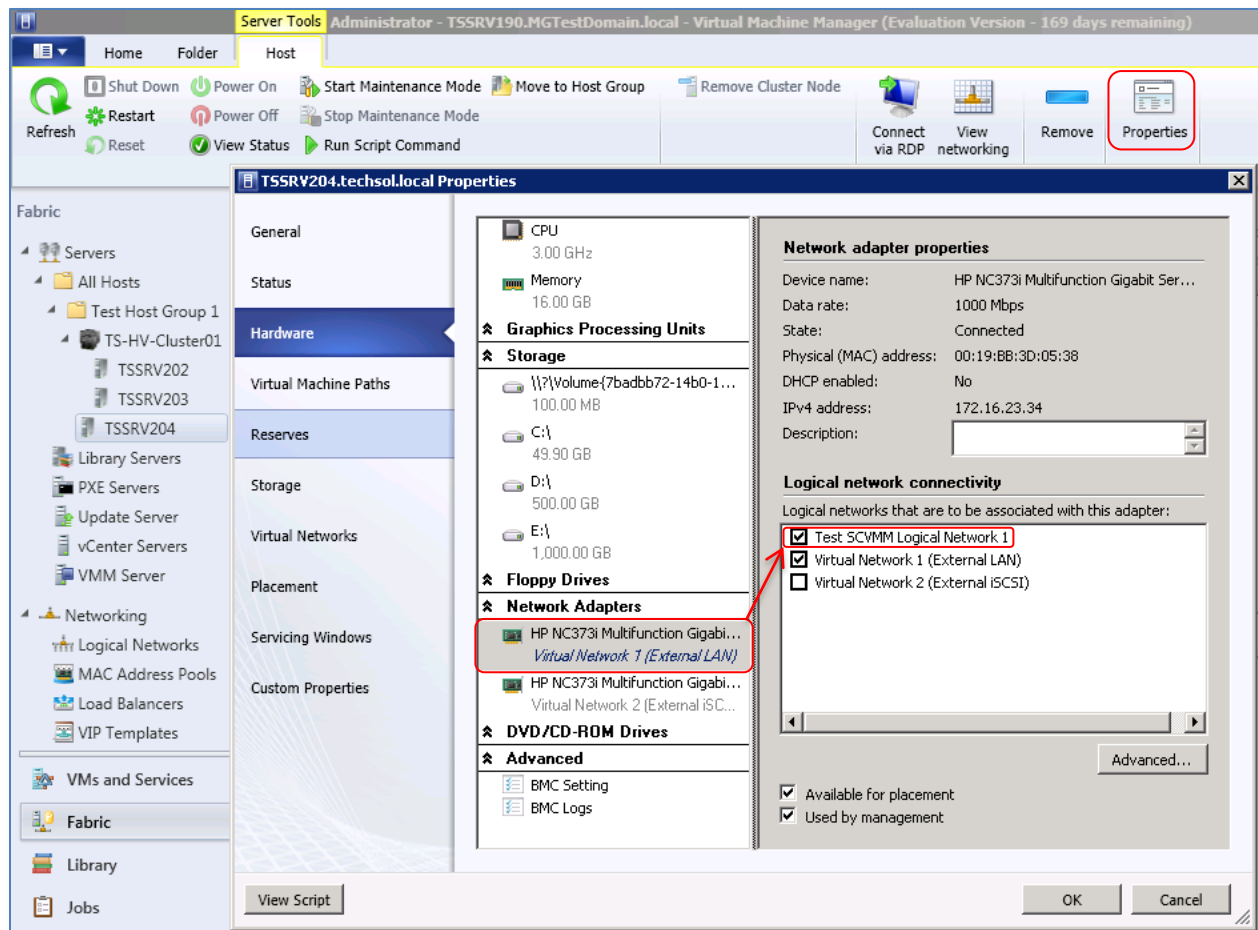 Server Tools Administrator - TSSRV190.MGTestDomain.local - Virtual Machine Manager (Evaluation Version - 169 days remaining)
Home Folder Host
Shut Down Power On Start Maintenance Mode Move to Host Group Remove Cluster Node
Restart Power Off Stop Maintenance Mode
Refresh
Reset View Status Run Script Command
Connect via RDP
View networking
Remove
Properties
TSSRV204.techsol.local Properties
Fabric
Servers
All Hosts
Test Host Group 1
TS-HV-Cluster01
TSSRV202
TSSRV203
TSSRV204
Library Servers
PXE Servers
Update Server
vCenter Servers
VMM Server
Networking
Logical Networks
MAC Address Pools
Load Balancers
VIP Templates
VMs and Services
Fabric
Library
Jobs
General
Status
Hardware
Virtual Machine Paths
Reserves
Storage
Virtual Networks
Placement
Servicing Windows
Custom Properties
CPU
3.00 GHz
Memory
16.00 GB
Graphics Processing Units
Storage
\\?\Volume{7badbb72-14b0-1...
100.00 MB
C:\
49.90 GB
D:\
500.00 GB
E:\
1,000.00 GB
Floppy Drives
Network Adapters
HP NC373i Multifunction Gigabi...
Virtual Network 1 (External LAN)
HP NC373i Multifunction Gigabi...
Virtual Network 2 (External iSC...
DVD/CD-ROM Drives
Advanced
BMC Setting
BMC Logs
Network adapter properties
Device name: HP NC373i Multifunction Gigabit Ser...
Data rate: 1000 Mbps
State: Connected
Physical (MAC) address: 00:19:BB:3D:05:38
DHCP enabled: No
IPv4 address: 172.16.23.34
Description:
Logical network connectivity
Logical networks that are to be associated with this adapter:
Test SCVMM Logical Network 1
Virtual Network 1 (External LAN)
Virtual Network 2 (External iSCSI)
Advanced...
Available for placement
Used by management
View Script OK Cancel